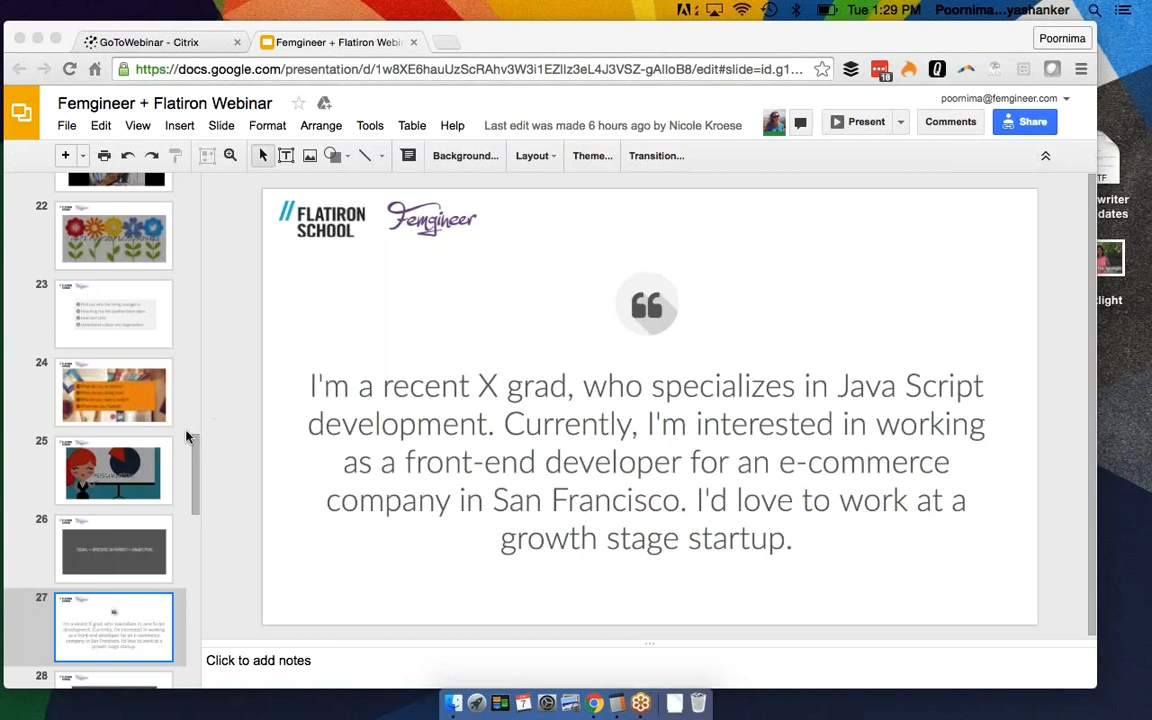 Tue 1:29 PM Poornima...yashanker
GoToWebinar - Citrix
Femgineer + Flatiron Webi
Poornima
https://docs.google.com/presentation/d/1w8XE6hauUzScRAhv3W3i1EZllz3eL4J3VSZ-gAlloB8/edit#slide=id.g1...
18
Femgineer + Flatiron Webinar
poornima@femgineer.com
File Edit View Insert Slide Format Arrange Tools Table Help Last edit was made 6 hours ago by Nicole Kroese
Present Comments Share
Background... Layout Theme... Transition...
writer
dates
tlight
22
23
24
25
26
27
28
// FLATIRON SCHOOL
Femgineer
I'm a recent X grad, who specializes in Java Script
development. Currently, I'm interested in working
as a front-end developer for an e-commerce
company in San Francisco. I'd love to work at a
growth stage startup.
Click to add notes